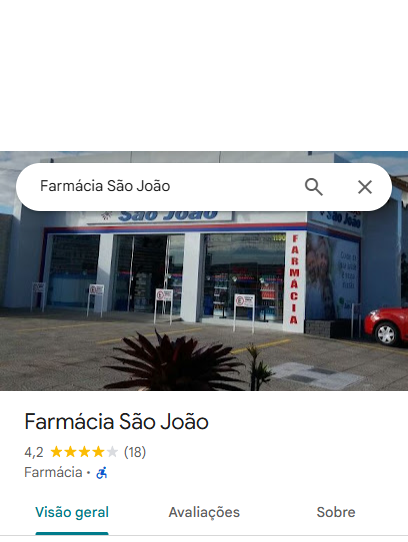 Farmácia São João
São João
São João
FARMÁCIA
Farmácia São João
4,2 (18)
Farmácia ·
Visão geral
Avaliações
Sobre